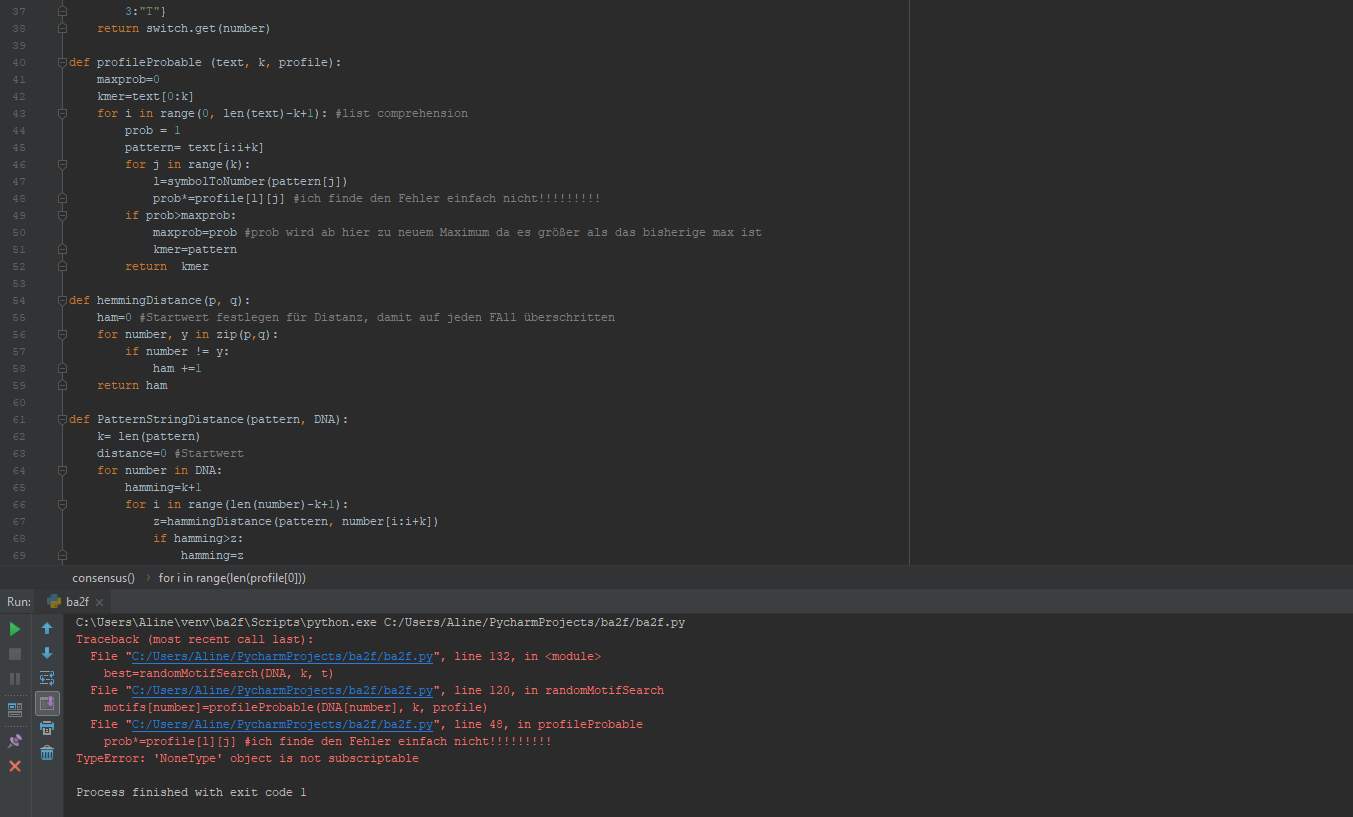 37 3:"T"}
38 return switch.get(number)
39
40 def profileProbable (text, k, profile):
41 maxprob=0
42 kmer=text[0:k]
43 for i in range(0, len(text)-k+1): #list comprehension
44 prob = 1
45 pattern= text[i:i+k]
46 for j in range(k):
47 l=symbolToNumber(pattern[j])
48 prob*=profile[l][j] #ich finde den Fehler einfach nicht!!!!!!!!!
49 if prob>maxprob:
50 maxprob=prob #prob wird ab hier zu neuem Maximum da es größer als das bisherige max ist
51 kmer=pattern
52 return  kmer
53
54 def hemmingDistance(p, q):
55 ham=0 #Startwert festlegen für Distanz, damit auf jeden FAll überschritten
56 for number, y in zip(p,q):
57 if number != y:
58 ham +=1
59 return ham
60
61 def PatternStringDistance(pattern, DNA):
62 k= len(pattern)
63 distance=0 #Startwert
64 for number in DNA:
65 hamming=k+1
66 for i in range(len(number)-k+1):
67 z=hammingDistance(pattern, number[i:i+k])
68 if hamming>z:
69 hamming=z
consensus() › for i in range(len(profile[0]))
Run: ba2f ×
C:\Users\Aline\venv\ba2f\Scripts\python.exe C:/Users/Aline/PycharmProjects/ba2f/ba2f.py
Traceback (most recent call last):
File "C:/Users/Aline/PycharmProjects/ba2f/ba2f.py", line 132, in <module>
best=randomMotifSearch(DNA, k, t)
File "C:/Users/Aline/PycharmProjects/ba2f/ba2f.py", line 120, in randomMotifSearch
motifs[number]=profileProbable(DNA[number], k, profile)
File "C:/Users/Aline/PycharmProjects/ba2f/ba2f.py", line 48, in profileProbable
prob*=profile[l][j] #ich finde den Fehler einfach nicht!!!!!!!!!
TypeError: 'NoneType' object is not subscriptable
Process finished with exit code 1